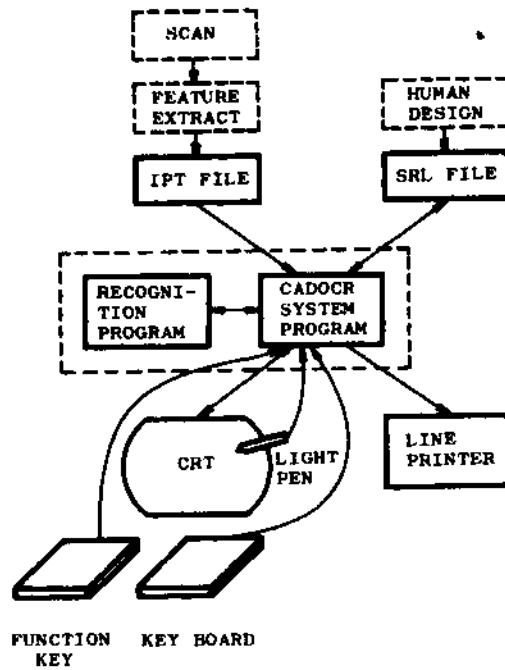 SCAN
FEATURE
EXTRACT
HUMAN
DESIGN
IPT FILE
SRL FILE
RECOGNI-
TION
PROGRAM
CADOCR
SYSTEM
PROGRAM
CRT
LIGHT
PEN
LINE
PRINTER
FUNCTION
KEY
KEY BOARD